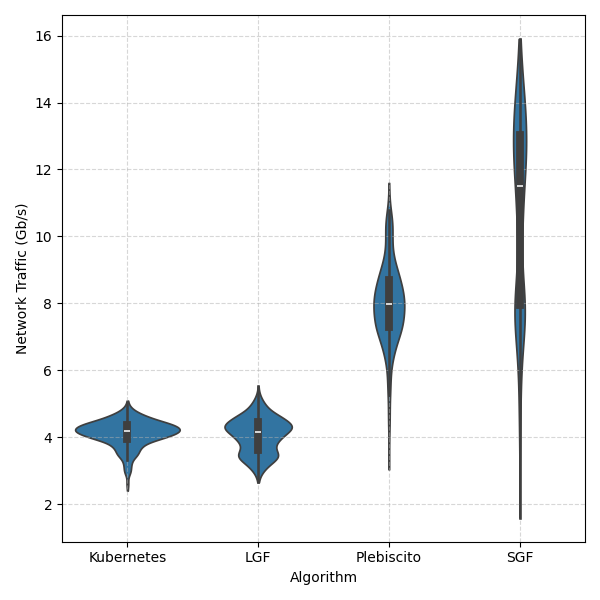 16
14
12
10
8
6
4
2
Network Traffic (Gb/s)
Kubernetes LGF Plebiscito SGF
Algorithm